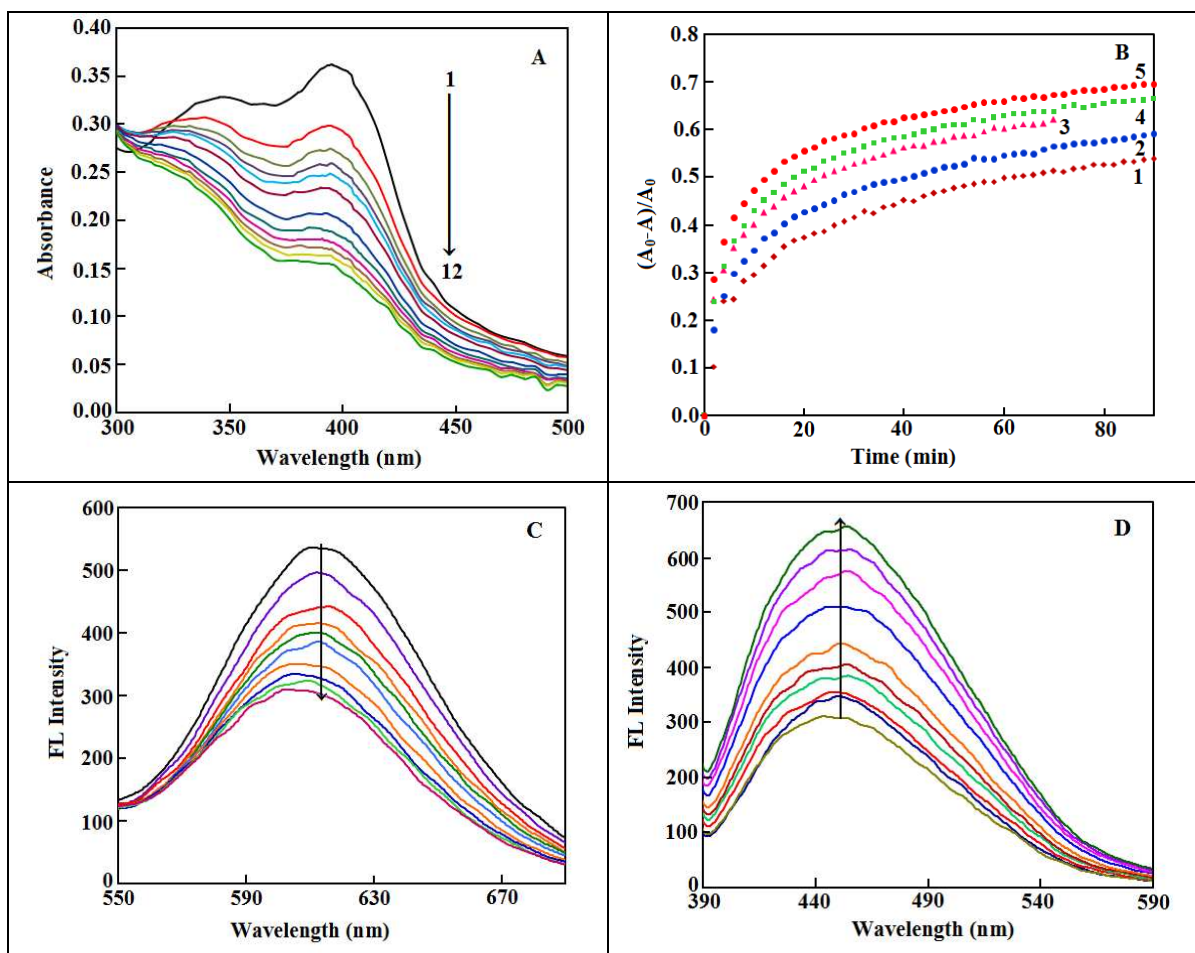 0.40
0.35
0.30
0.25
0.20
0.15
0.10
0.05
0.00
Absorbance
A
1
12
300 350 400 450 500
Wavelength (nm)
0.8
0.7
0.6
0.5
0.4
0.3
0.2
0.1
0.0
(A0-A)/A0
B
5
4
3
2
1
0 20 40 60 80
Time (min)
600
500
400
300
200
100
0
FL Intensity
C
550 590 630 670
Wavelength (nm)
700
600
500
400
300
200
100
0
FL Intensity
D
390 440 490 540 590
Wavelength (nm)